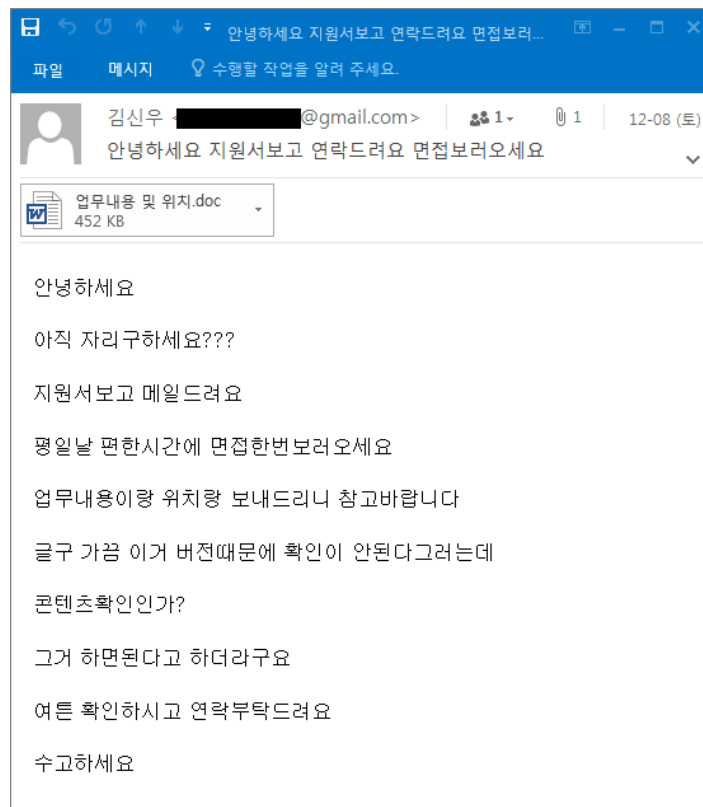 안녕하세요 지원서보고 연락드려요 면접보러...
파일 메시지 수행할 작업을 알려 주세요.
김신우 < @gmail.com> 1 1 12-08 (토)
안녕하세요 지원서보고 연락드려요 면접보러오세요
업무내용 및 위치.doc
452 KB
안녕하세요
아직 자리구하세요???
지원서보고 메일드려요
평일날 편한시간에 면접한번보러오세요
업무내용이랑 위치랑 보내드리니 참고바랍니다
글구 가끔 이거 버전때문에 확인이 안된다그러는데
콘텐츠확인인가?
그거 하면된다고 하더라구요
여튼 확인하시고 연락부탁드려요
수고하세요